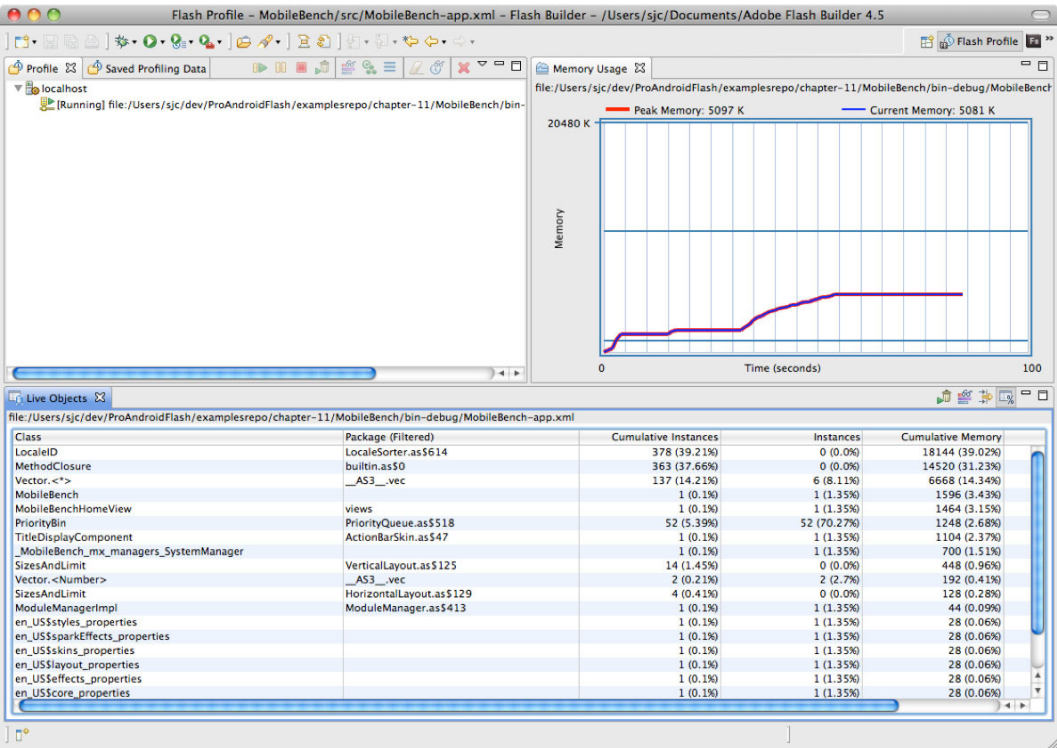 Flash Profile – MobileBench/src/MobileBench-app.xml – Flash Builder – /Users/sjc/Documents/Adobe Flash Builder 4.5
Flash Profile Fs »
Profile Saved Profiling Data
localhost
[Running] file:/Users/sjc/dev/ProAndroidFlash/examplesrepo/chapter-11/MobileBench/bin-
Memory Usage
file:/Users/sjc/dev/ProAndroidFlash/examplesrepo/chapter-11/MobileBench/bin-debug/MobileBench
Peak Memory: 5097 K Current Memory: 5081 K
20480 K
Memory
0 Time (seconds) 100
Live Objects
file:/Users/sjc/dev/ProAndroidFlash/examplesrepo/chapter-11/MobileBench/bin-debug/MobileBench-app.xml
Class Package (Filtered) Cumulative Instances Instances Cumulative Memory
LocaleID LocaleSorter.as$614 378 (39.21%) 0 (0.0%) 18144 (39.02%)
MethodClosure builtin.as$0 363 (37.66%) 0 (0.0%) 14520 (31.23%)
Vector.<*> __AS3__.vec 137 (14.21%) 6 (8.11%) 6668 (14.34%)
MobileBench 1 (0.1%) 1 (1.35%) 1596 (3.43%)
MobileBenchHomeView views 1 (0.1%) 1 (1.35%) 1464 (3.15%)
PriorityBin PriorityQueue.as$518 52 (5.39%) 52 (70.27%) 1248 (2.68%)
TitleDisplayComponent ActionBarSkin.as$47 1 (0.1%) 1 (1.35%) 1104 (2.37%)
_MobileBench_mx_managers_SystemManager 1 (0.1%) 1 (1.35%) 700 (1.51%)
SizesAndLimit VerticalLayout.as$125 14 (1.45%) 0 (0.0%) 448 (0.96%)
Vector.<Number> __AS3__.vec 2 (0.21%) 2 (2.7%) 192 (0.41%)
SizesAndLimit HorizontalLayout.as$129 4 (0.41%) 0 (0.0%) 128 (0.28%)
ModuleManagerImpl ModuleManager.as$413 1 (0.1%) 1 (1.35%) 44 (0.09%)
en_US$styles_properties 1 (0.1%) 1 (1.35%) 28 (0.06%)
en_US$sparkEffects_properties 1 (0.1%) 1 (1.35%) 28 (0.06%)
en_US$skins_properties 1 (0.1%) 1 (1.35%) 28 (0.06%)
en_US$layout_properties 1 (0.1%) 1 (1.35%) 28 (0.06%)
en_US$effects_properties 1 (0.1%) 1 (1.35%) 28 (0.06%)
en_US$core_properties 1 (0.1%) 1 (1.35%) 28 (0.06%)